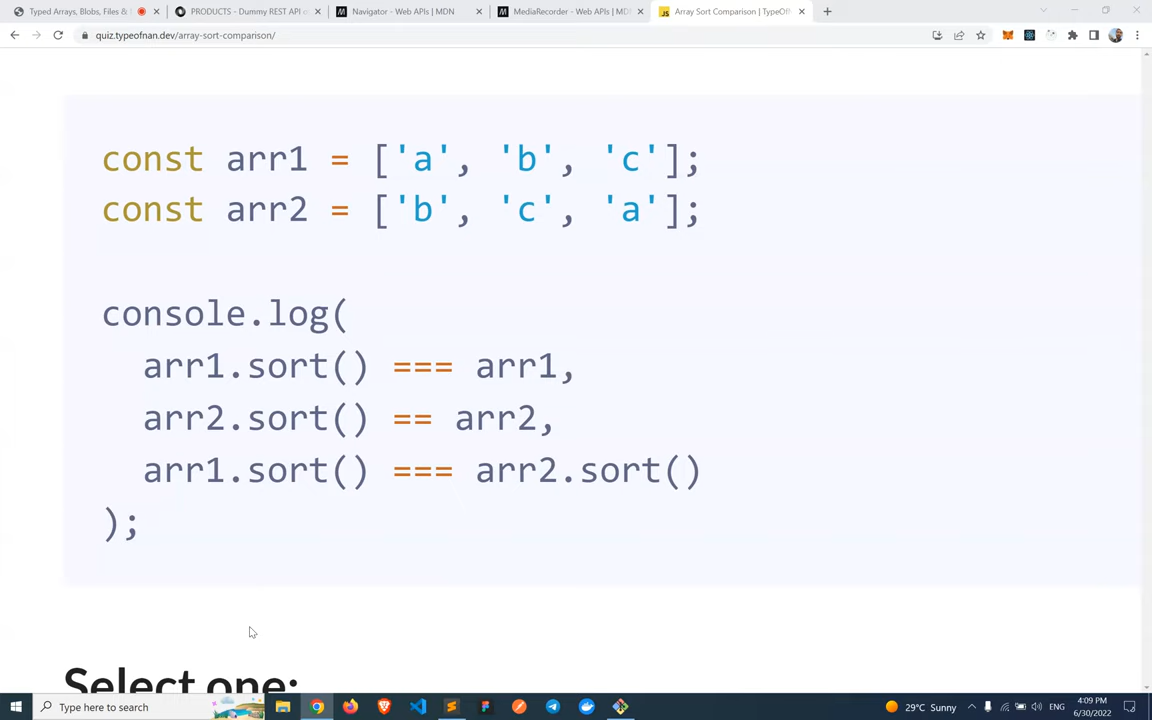 Typed Arrays, Blobs, Files &
PRODUCTS - Dummy REST API
Navigator - Web APIs | MDN
MediaRecorder - Web APIs | MDN
Array Sort Comparison | TypeOfN
quiz.typeofnan.dev/array-sort-comparison/
const arr1 = ['a', 'b', 'c'];
const arr2 = ['b', 'c', 'a'];
console.log(
arr1.sort() === arr1,
arr2.sort() == arr2,
arr1.sort() === arr2.sort()
);
Select one:
Type here to search
29°C Sunny
ENG
4:09 PM
6/30/2022